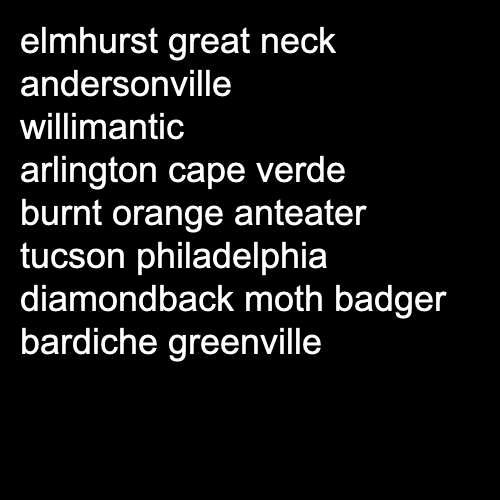 elmhurst great neck
andersonville
willimantic
arlington cape verde
burnt orange anteater
tucson philadelphia
diamondback moth badger
bardiche greenville